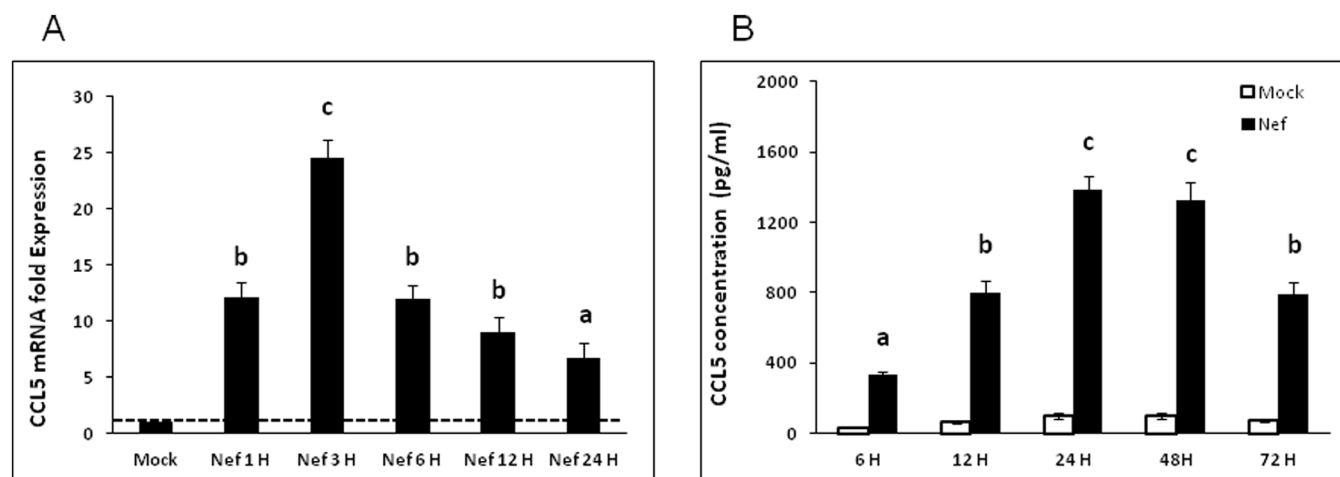 A
B
CCL5 mRNA fold Expression
30
25
20
15
10
5
0
b
c
b
b
a
Mock
Nef 1 H
Nef 3 H
Nef 6 H
Nef 12 H
Nef 24 H
CCL5 concentration (pg/ml)
2000
1600
1200
800
400
0
Mock
Nef
a
b
c
c
b
6 H
12 H
24 H
48H
72 H